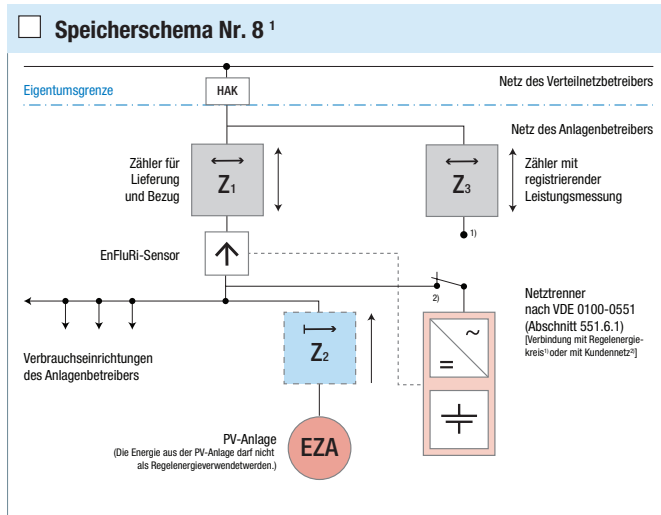 Speicherschema Nr. 8 1
Netz des Verteilnetzbetreibers
Eigentumsgrenze
HAK
Netz des Anlagenbetreibers
Zähler für
Lieferung
und Bezug
Z1
Z3
Zähler mit
registrierender
Leistungsmessung
1)
EnFluRi-Sensor
2)
Netztrenner
nach VDE 0100-0551
(Abschnitt 551.6.1)
[Verbindung mit Regelenergie-
kreis1) oder mit Kundennetz2)]
Z2
Verbrauchseinrichtungen
des Anlagenbetreibers
~
=
PV-Anlage
(Die Energie aus der PV-Anlage darf nicht
als Regelenergieverwendetwerden.)
EZA